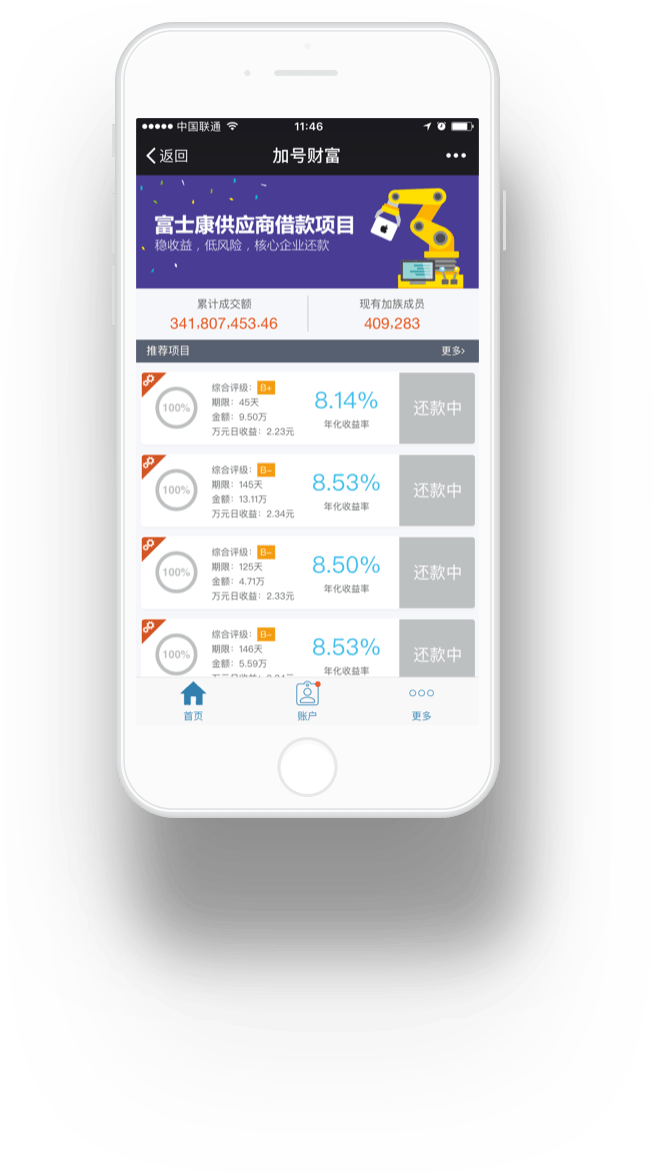 中国联通 11:46
返回 加号财富
富士康供应商借款项目
稳收益，低风险，核心企业还款
累计成交额 现有加族成员
341,807,453.46 409,283
推荐项目 更多›
100%
综合评级： B+
期限：45天
金额：9.50万
万元日收益：2.23元
8.14%
年化收益率
还款中
100%
综合评级： B-
期限：145天
金额：13.11万
万元日收益：2.34元
8.53%
年化收益率
还款中
100%
综合评级： B-
期限：125天
金额：4.71万
万元日收益：2.33元
8.50%
年化收益率
还款中
100%
综合评级： B-
期限：146天
金额：5.59万
8.53%
年化收益率
还款中
首页 账户 更多